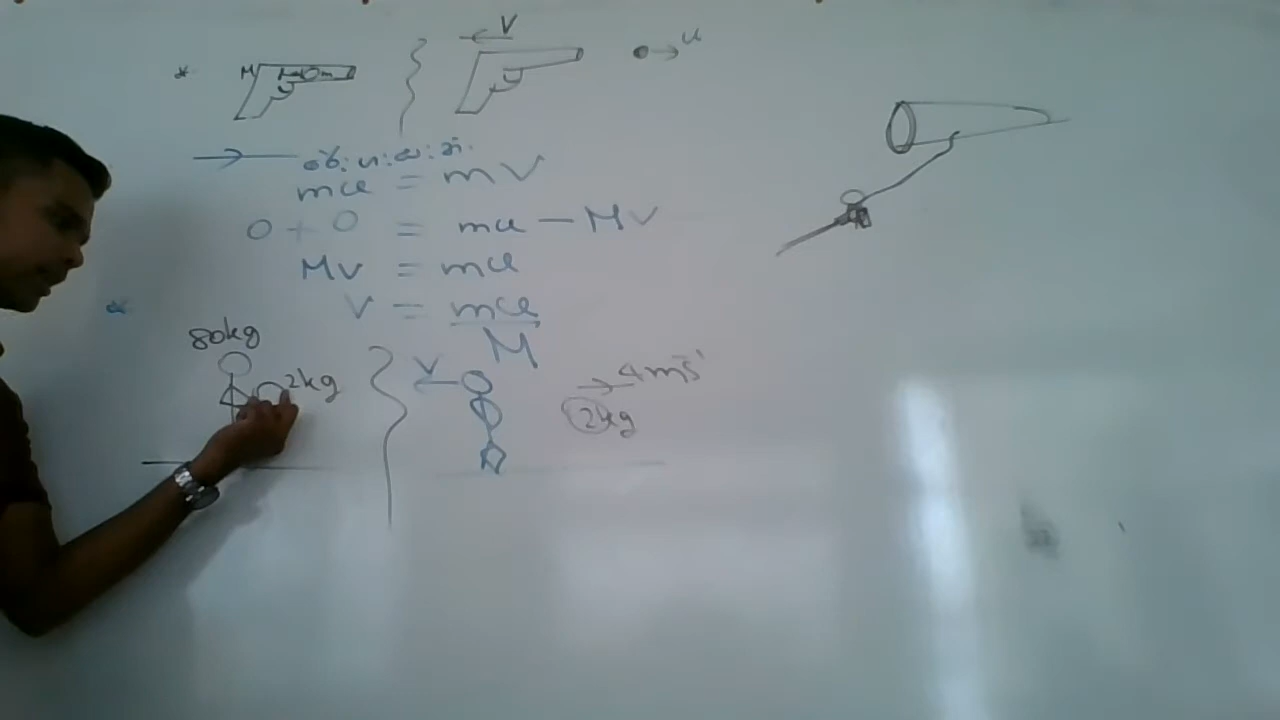 * M m
V
u
mu = mV
0 + 0 = mu – MV
MV = mu
V = mu
M
*
80kg
2kg
V
4ms⁻¹
2kg